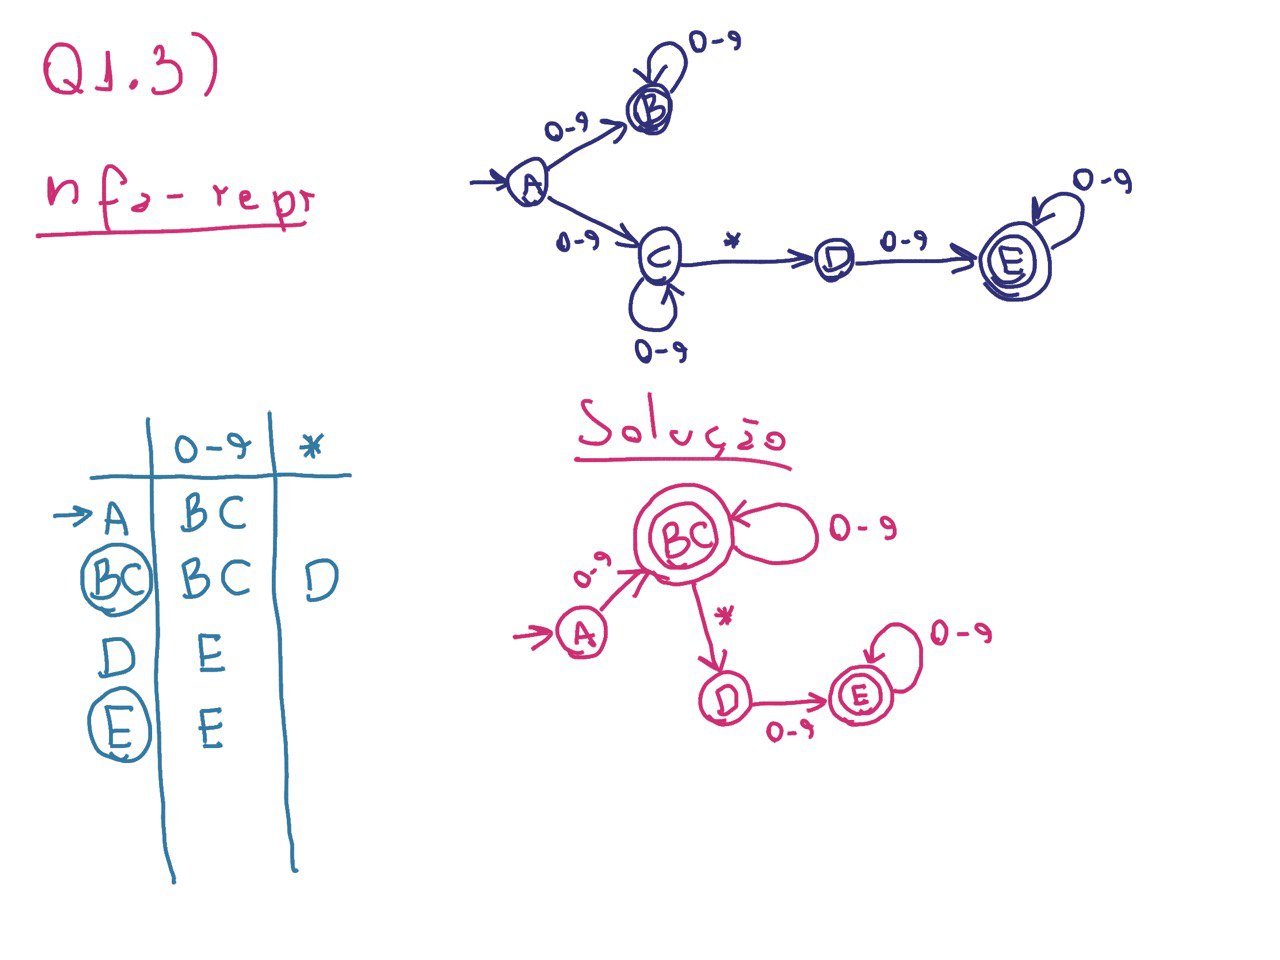 Q1.3)
nfa-repr
0-9
B
0-9
A
0-9
C
*
D
0-9
E
0-9
0-9
0-9 *
A BC
BC BC D
D E
E E
Solução
BC
0-9
0-9
A
*
D
0-9
E
0-9